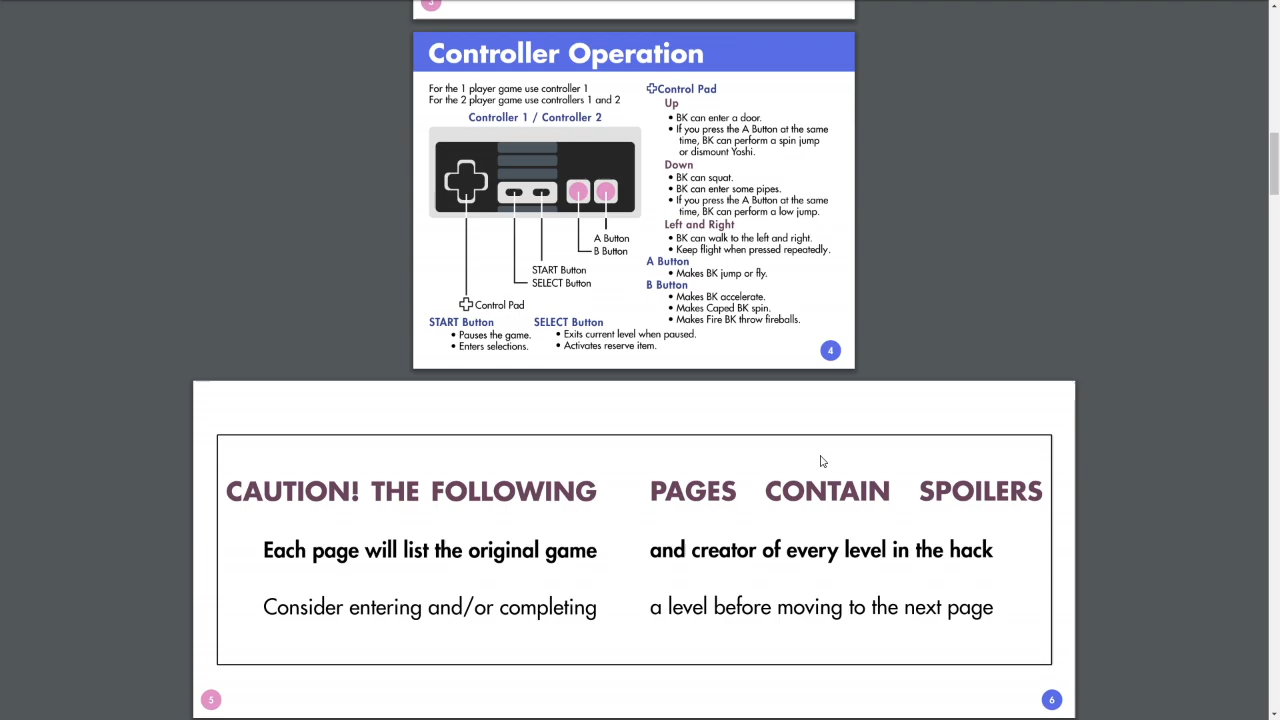 3
Controller Operation
For the 1 player game use controller 1
For the 2 player game use controllers 1 and 2
Controller 1 / Controller 2
A Button
B Button
START Button
SELECT Button
Control Pad
START Button
• Pauses the game.
• Enters selections.
SELECT Button
• Exits current level when paused.
• Activates reserve item.
Control Pad
Up
• BK can enter a door.
• If you press the A Button at the same
time, BK can perform a spin jump
or dismount Yoshi.
Down
• BK can squat.
• BK can enter some pipes.
• If you press the A Button at the same
time, BK can perform a low jump.
Left and Right
• BK can walk to the left and right.
• Keep flight when pressed repeatedly.
A Button
• Makes BK jump or fly.
B Button
• Makes BK accelerate.
• Makes Caped BK spin.
• Makes Fire BK throw fireballs.
4
CAUTION! THE FOLLOWING PAGES CONTAIN SPOILERS
Each page will list the original game and creator of every level in the hack
Consider entering and/or completing a level before moving to the next page
5
6